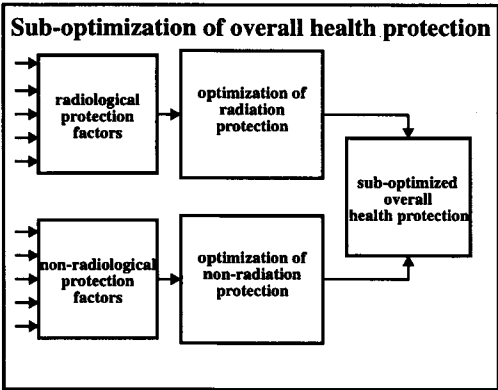 Sub-optimization of overall health protection
radiological
protection
factors
optimization of
radiation
protection
sub-optimized
overall
health protection
non-radiological
protection
factors
optimization of
non-radiation
protection